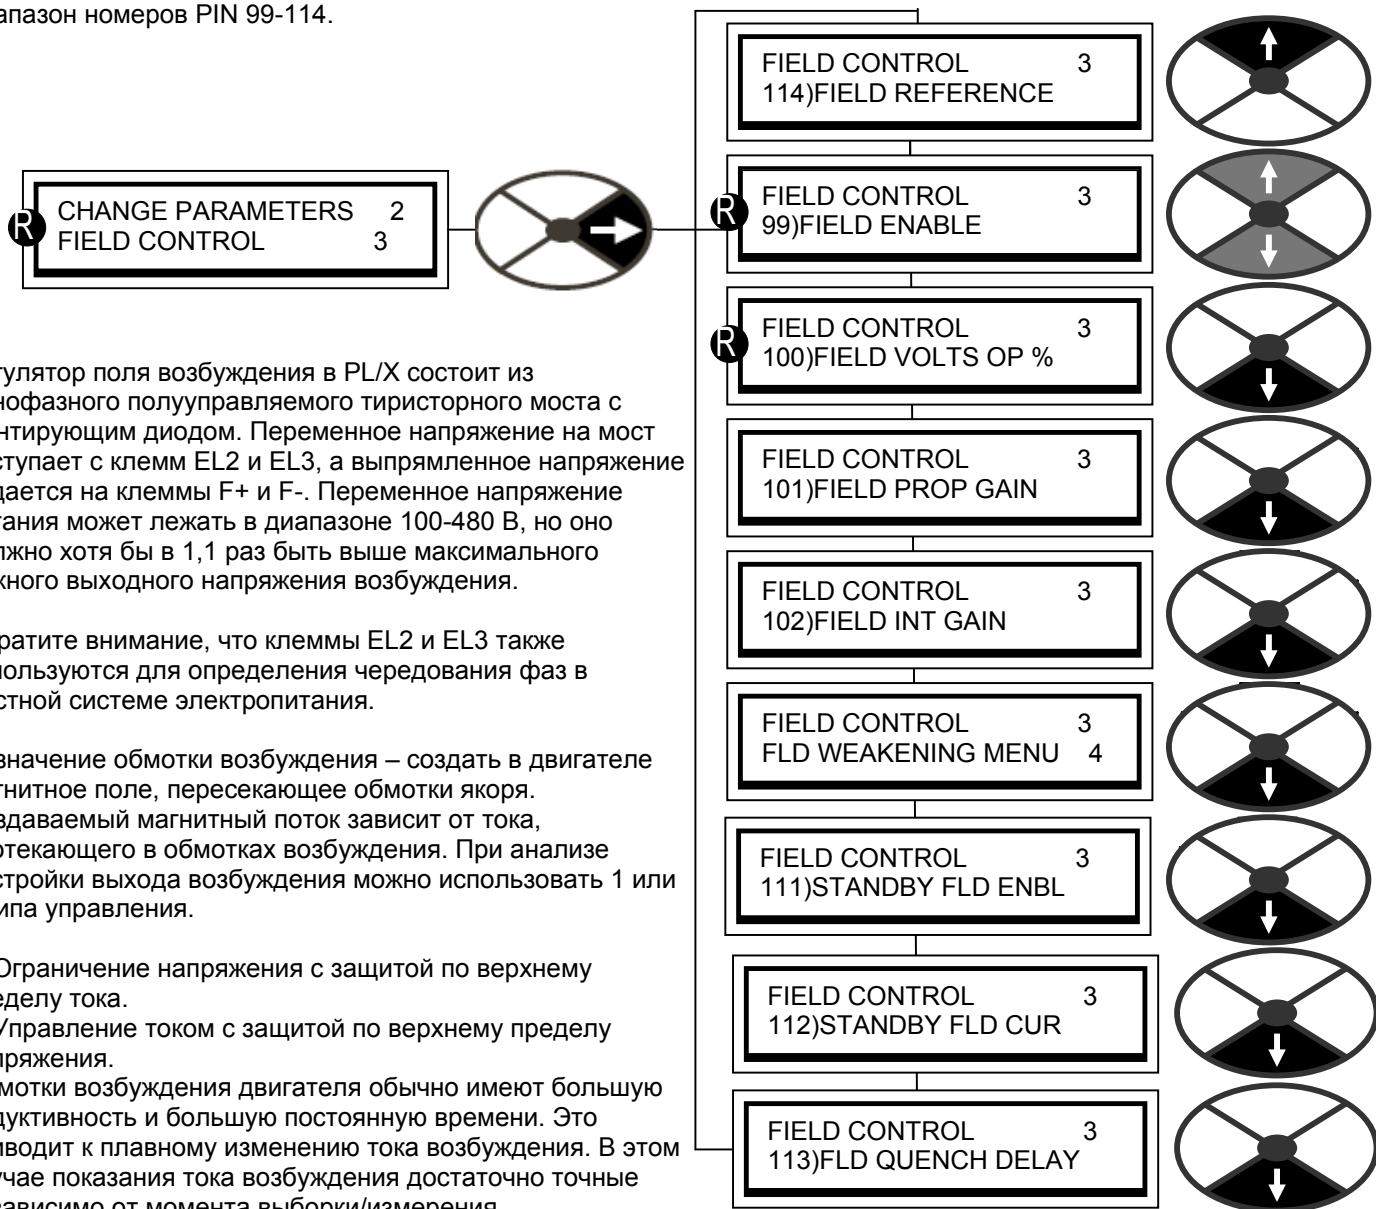 апазон номеров PIN 99-114.
R
CHANGE PARAMETERS 2
FIELD CONTROL 3
гулятор поля возбуждения в PL/X состоит из
нофазного полууправляемого тиристорного моста с
нтирующим диодом. Переменное напряжение на мост
ступает с клемм EL2 и EL3, а выпрямленное напряжение
дается на клеммы F+ и F-. Переменное напряжение
тания может лежать в диапазоне 100-480 В, но оно
лжно хотя бы в 1,1 раз быть выше максимального
жного выходного напряжения возбуждения.
ратите внимание, что клеммы EL2 и EL3 также
пользуются для определения чередования фаз в
стной системе электропитания.
значение обмотки возбуждения – создать в двигателе
гнитное поле, пересекающее обмотки якоря.
здаваемый магнитный поток зависит от тока,
отекающего в обмотках возбуждения. При анализе
стройки выхода возбуждения можно использовать 1 или
ипа управления.
Ограничение напряжения с защитой по верхнему
еделу тока.
Управление током с защитой по верхнему пределу
пряжения.
мотки возбуждения двигателя обычно имеют большую
дуктивность и большую постоянную времени. Это
иводит к плавному изменению тока возбуждения. В этом
учае показания тока возбуждения достаточно точные
зависимо от момента выборки/измерения
FIELD CONTROL 3
114)FIELD REFERENCE
R
FIELD CONTROL 3
99)FIELD ENABLE
R
FIELD CONTROL 3
100)FIELD VOLTS OP %
FIELD CONTROL 3
101)FIELD PROP GAIN
FIELD CONTROL 3
102)FIELD INT GAIN
FIELD CONTROL 3
FLD WEAKENING MENU 4
FIELD CONTROL 3
111)STANDBY FLD ENBL
FIELD CONTROL 3
112)STANDBY FLD CUR
FIELD CONTROL 3
113)FLD QUENCH DELAY